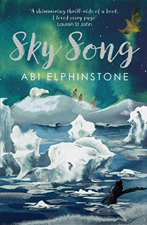 "A shimmering thrill-ride of a book.
I loved every page"
Lauren St John
Sky Song
ABI ELPHINSTONE